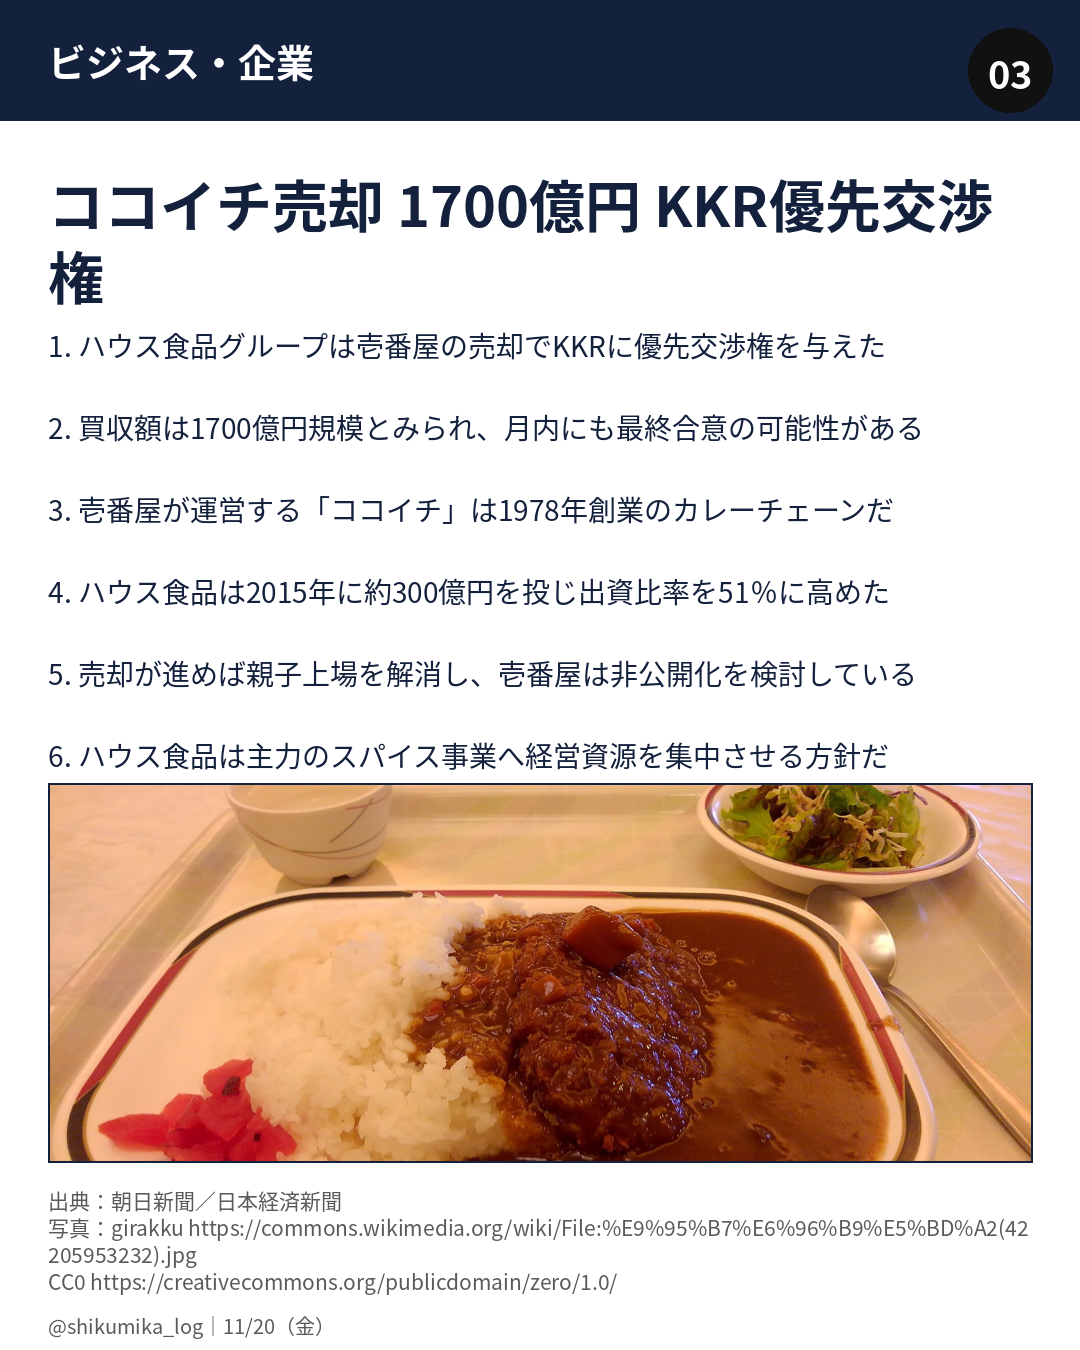 ビジネス・企業
03
ココイチ売却 1700億円 KKR優先交渉
権
1. ハウス食品グループは壱番屋の売却でKKRに優先交渉権を与えた
2. 買収額は1700億円規模とみられ、月内にも最終合意の可能性がある
3. 壱番屋が運営する「ココイチ」は1978年創業のカレーチェーンだ
4. ハウス食品は2015年に約300億円を投じ出資比率を51％に高めた
5. 売却が進めば親子上場を解消し、壱番屋は非公開化を検討している
6. ハウス食品は主力のスパイス事業へ経営資源を集中させる方針だ
出典：朝日新聞／日本経済新聞
写真：girakku https://commons.wikimedia.org/wiki/File:%E9%95%B7%E6%96%B9%E5%BD%A2(42
205953232).jpg
CC0 https://creativecommons.org/publicdomain/zero/1.0/
@shikumika_log｜11/20（金）